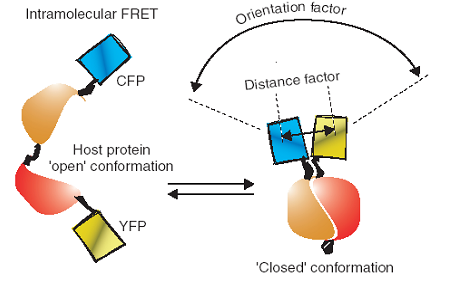 Intramolecular FRET
Orientation factor
CFP
Distance factor
Host protein
'open' conformation
YFP
'Closed' conformation